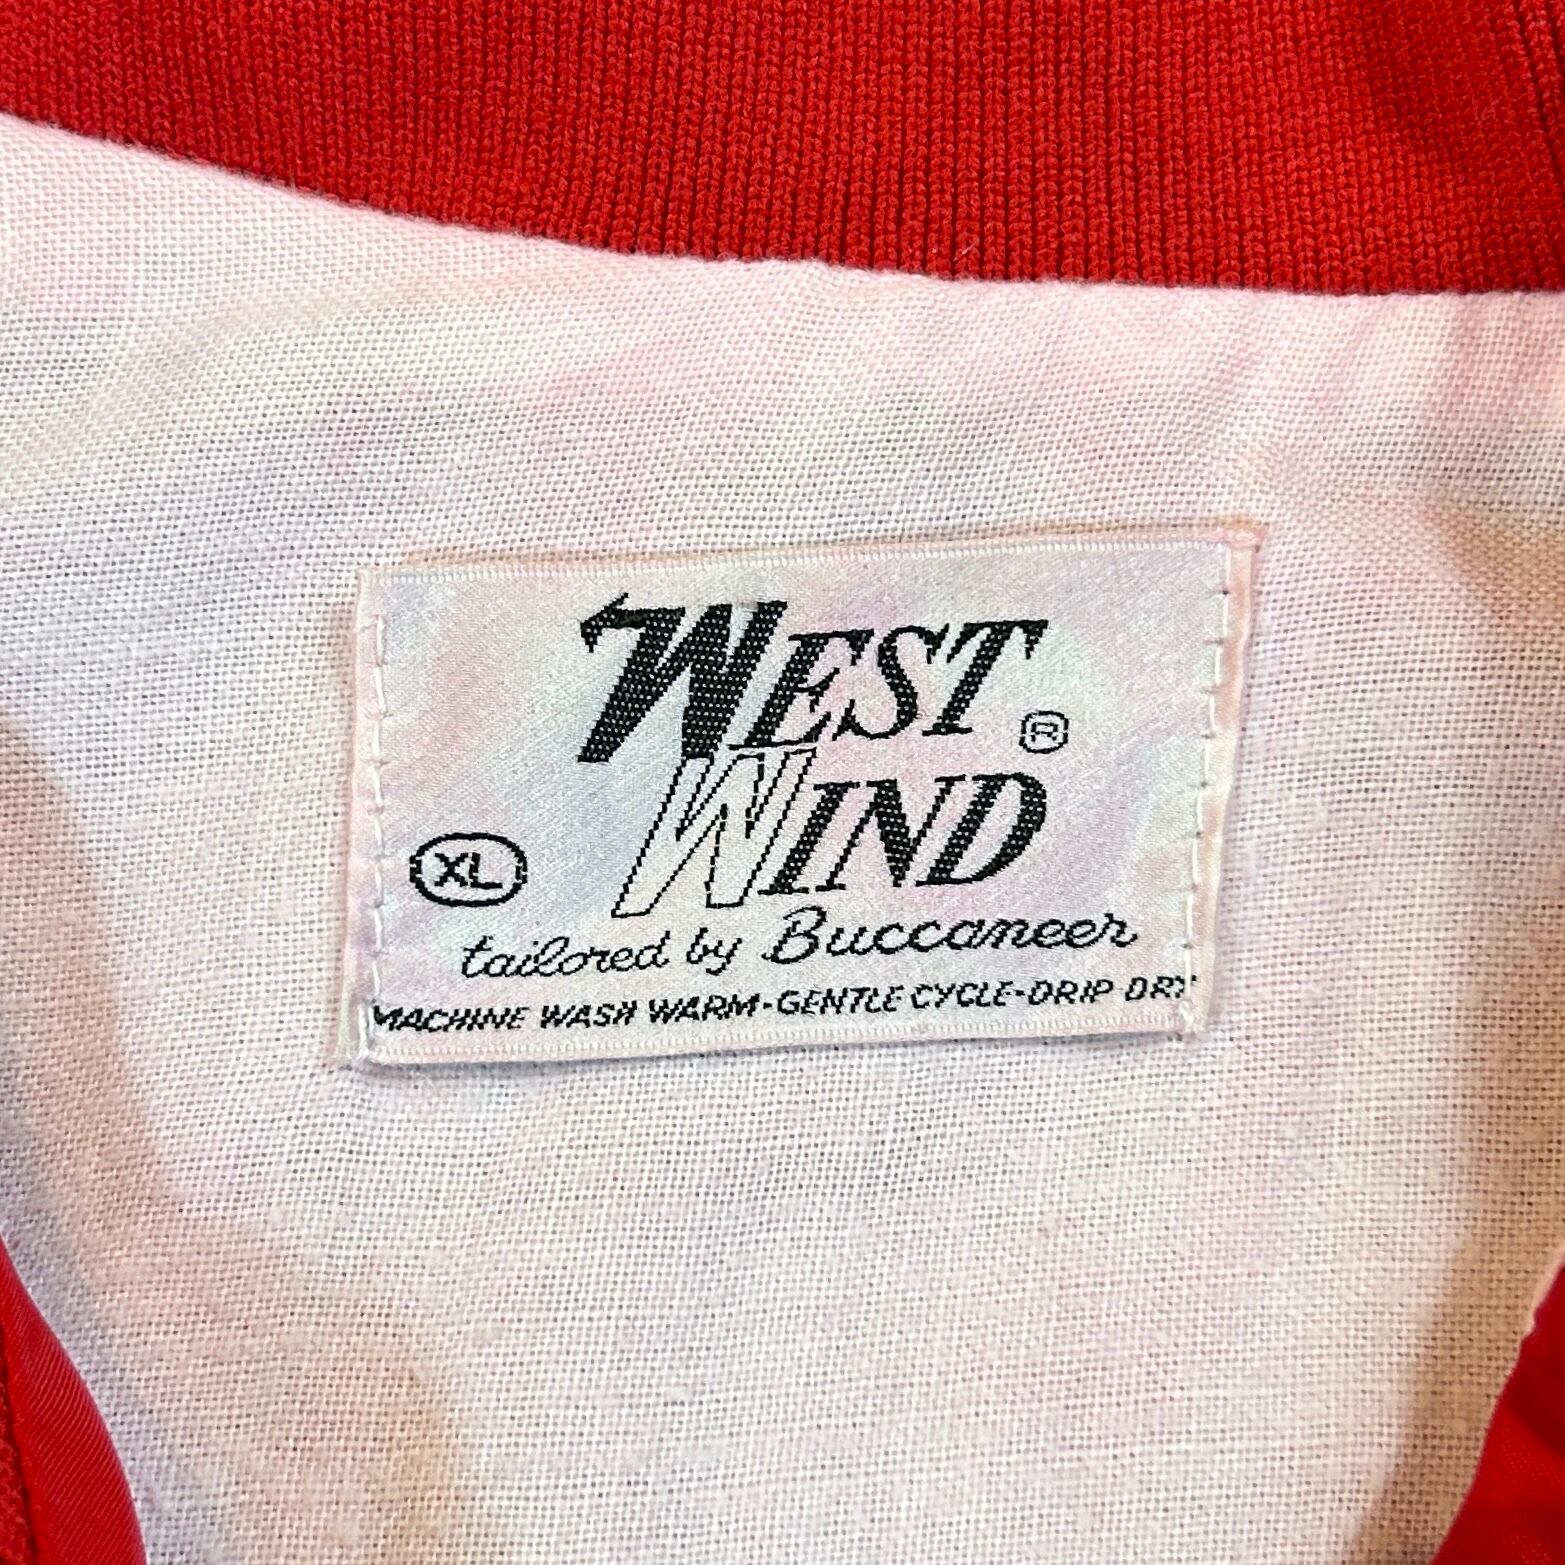 WEST
WIND ®
XL
tailored by Buccaneer
MACHINE WASH WARM-GENTLE CYCLE-DRIP DRY